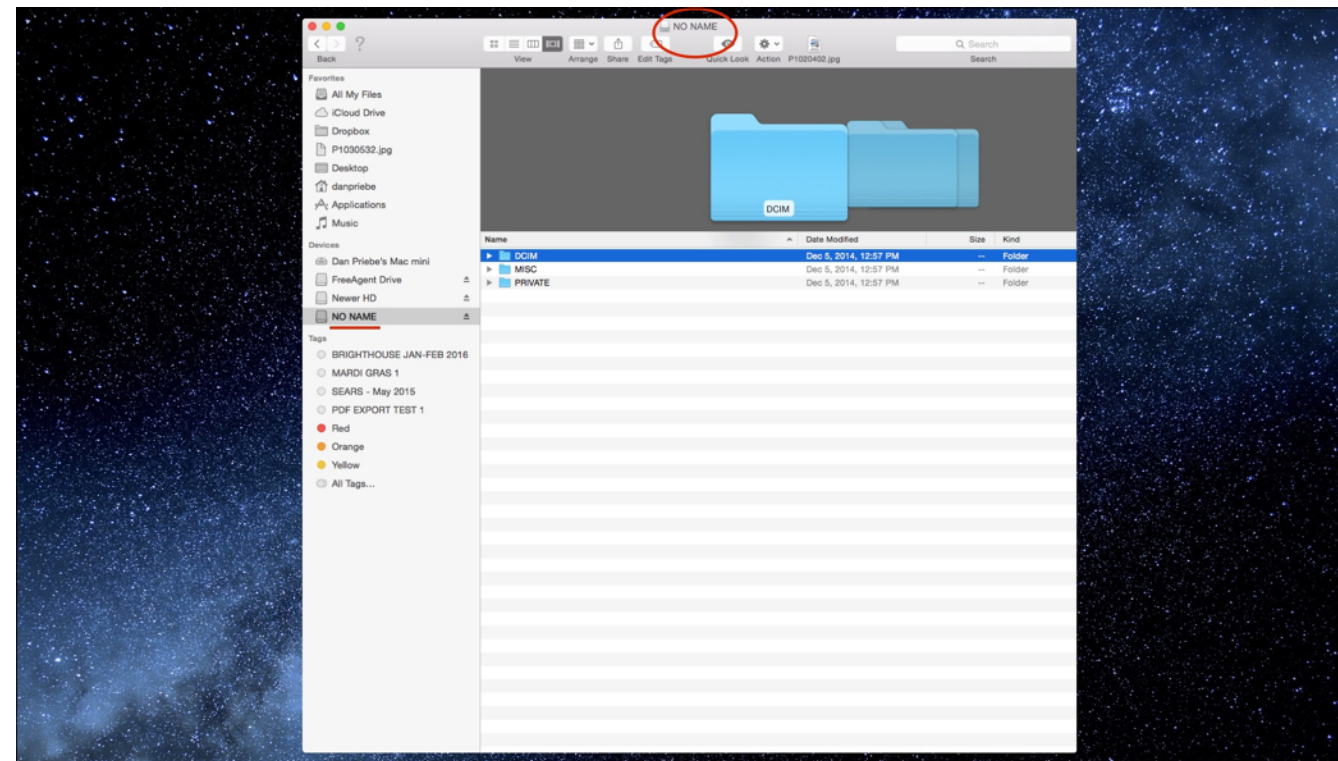 NO NAME
Back
View Arrange Share Edit Tags Quick Look Action P1020402.jpg Search
Search
Favorites
All My Files
iCloud Drive
Dropbox
P1030532.jpg
Desktop
danpriebe
Applications
Music
Devices
Dan Priebe's Mac mini
FreeAgent Drive
Newer HD
NO NAME
Tags
BRIGHTHOUSE JAN-FEB 2016
MARDI GRAS 1
SEARS - May 2015
PDF EXPORT TEST 1
Red
Orange
Yellow
All Tags...
DCIM
Name Date Modified Size Kind
DCIM Dec 5, 2014, 12:57 PM -- Folder
MISC Dec 5, 2014, 12:57 PM -- Folder
PRIVATE Dec 5, 2014, 12:57 PM -- Folder